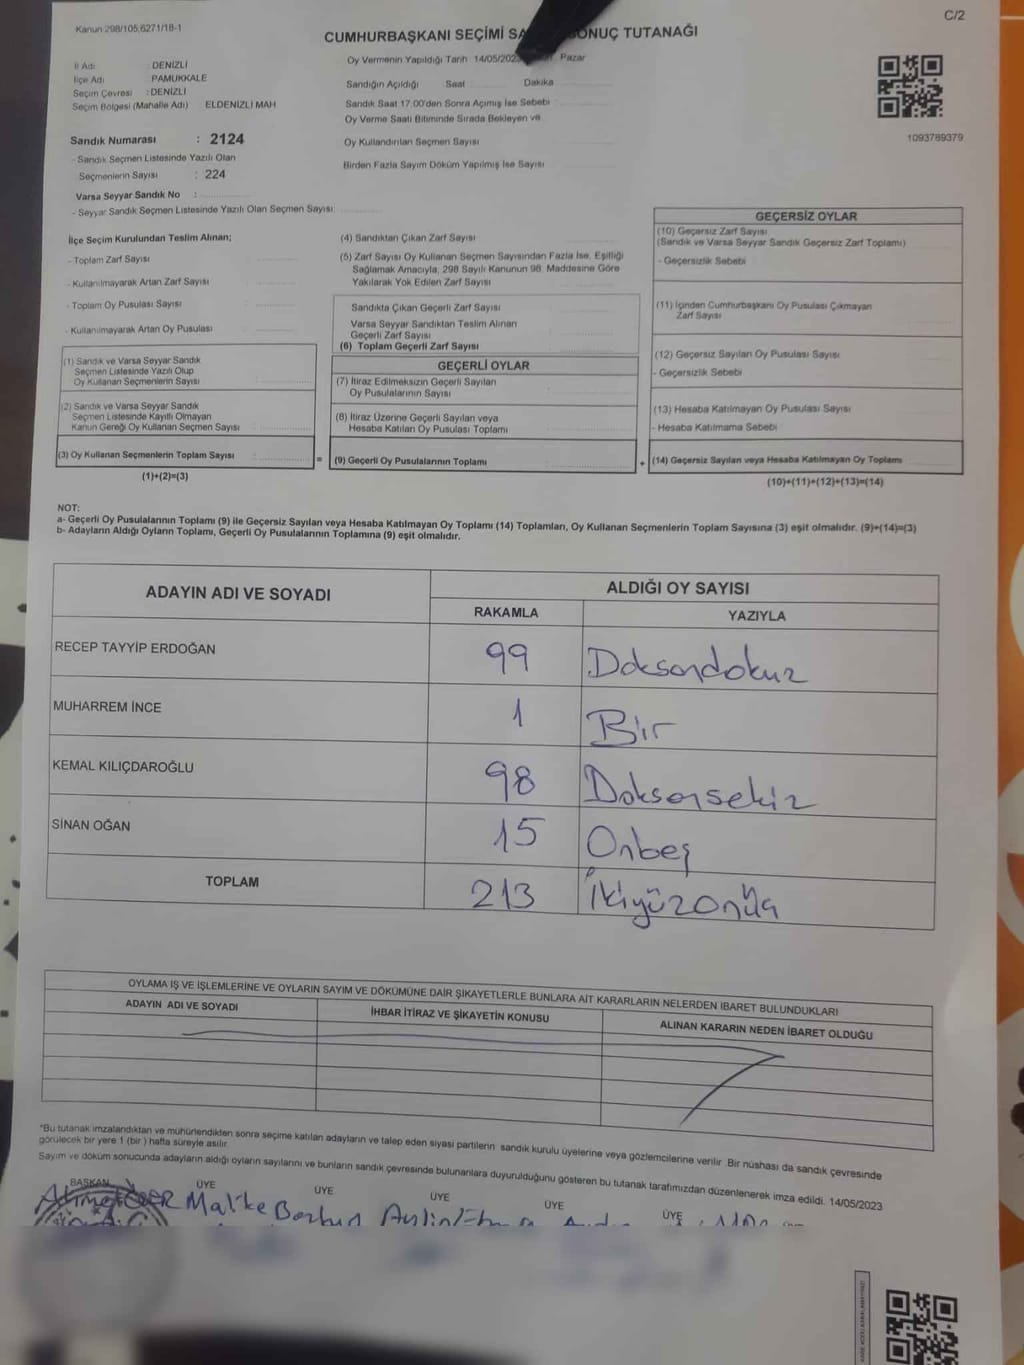 C/2
Kanun 298/105,6271/18-1
CUMHURBAŞKANI SEÇİMİ SA ONUÇ TUTANAĞI
İl Adı : DENİZLİ
İlçe Adı PAMUKKALE
Seçim Çevresi : DENİZLİ
Seçim Bölgesi (Mahalle Adı) ELDENİZLİ MAH
Sandık Numarası : 2124
- Sandık Seçmen Listesinde Yazılı Olan
Seçmenlerin Sayısı : 224
Varsa Seyyar Sandık No :
- Seyyar Sandık Seçmen Listesinde Yazılı Olan Seçmen Sayısı:
Oy Vermenin Yapıldığı Tarih 14/05/2023 Pazar
Sandığın Açıldığı Saat Dakika
Sandık Saat 17.00'den Sonra Açmış İse Sebebi
Oy Verme Saati Bitiminde Sırada Bekleyen ve
Oy Kullandırılan Seçmen Sayısı
Birden Fazla Sayım Döküm Yapılmış İse Sayısı
1093789379
İlçe Seçim Kurulundan Teslim Alınan;
- Toplam Zarf Sayısı
- Kullanılmayarak Artan Zarf Sayısı
- Toplam Oy Pusulası Sayısı
- Kullanılmayarak Artan Oy Pusulası
(1) Sandık ve Varsa Seyyar Sandık
Seçmen Listesinde Yazılı Olup
Oy Kullanan Seçmenlerin Sayısı
(2) Sandık ve Varsa Seyyar Sandık
Seçmen Listesinde Kayıtlı Olmayan
Kanun Gereği Oy Kullanan Seçmen Sayısı
(3) Oy Kullanan Seçmenlerin Toplam Sayısı
(1)+(2)=(3)
=
(4) Sandıktan Çıkan Zarf Sayısı
(5) Zarf Sayısı Oy Kullanan Seçmen Sayısından Fazla İse, Eşitliği
Sağlamak Amacıyla, 298 Sayılı Kanunun 98. Maddesine Göre
Yakılarak Yok Edilen Zarf Sayısı
Sandıkta Çıkan Geçerli Zarf Sayısı
Varsa Seyyar Sandıktan Teslim Alınan
Geçerli Zarf Sayısı
(6) Toplam Geçerli Zarf Sayısı
GEÇERLİ OYLAR
(7) İtiraz Edilmeksizin Geçerli Sayılan
Oy Pusulalarının Sayısı
(8) İtiraz Üzerine Geçerli Sayılan veya
Hesaba Katılan Oy Pusulası Toplamı
(9) Geçerli Oy Pusulalarının Toplamı
+
GEÇERSİZ OYLAR
(10) Geçersiz Zarf Sayısı
(Sandık ve Varsa Seyyar Sandık Geçersiz Zarf Toplamı)
- Geçersizlik Sebebi
(11) İçinden Cumhurbaşkanı Oy Pusulası Çıkmayan
Zarf Sayısı
(12) Geçersiz Sayılan Oy Pusulası Sayısı
- Geçersizlik Sebebi
(13) Hesaba Katılmayan Oy Pusulası Sayısı
- Hesaba Katılmama Sebebi
(14) Geçersiz Sayılan veya Hesaba Katılmayan Oy Toplamı
(10)+(11)+(12)+(13)=(14)
NOT:
a- Geçerli Oy Pusulalarının Toplamı (9) ile Geçersiz Sayılan veya Hesaba Katılmayan Oy Toplamı (14) Toplamları, Oy Kullanan Seçmenlerin Toplam Sayısına (3) eşit olmalıdır. (9)+(14)=(3)
b- Adayların Aldığı Oyların Toplamı, Geçerli Oy Pusulalarının Toplamına (9) eşit olmalıdır.
ADAYIN ADI VE SOYADI ALDIĞI OY SAYISI
RAKAMLA YAZIYLA
RECEP TAYYİP ERDOĞAN 99 Doksandokuz
MUHARREM İNCE 1 Bir
KEMAL KILIÇDAROĞLU 98 Doksansekiz
SİNAN OĞAN 15 Onbeş
TOPLAM 213 İkiyüzonüç
OYLAMA İŞ VE İŞLEMLERİNE VE OYLARIN SAYIM VE DÖKÜMÜNE DAİR ŞİKAYETLERLE BUNLARA AİT KARARLARIN NELERDEN İBARET BULUNDUKLARI
ADAYIN ADI VE SOYADI İHBAR İTİRAZ VE ŞİKAYETİN KONUSU ALINAN KARARIN NEDEN İBARET OLDUĞU
*Bu tutanak imzalandıktan ve mühürlendikten sonra seçime katılan adayların ve talep eden siyasi partilerin sandık kurulu üyelerine veya gözlemcilerine verilir. Bir nüshası da sandık çevresinde
görülecek bir yere 1 (bir) hafta süreyle asılır.
Sayım ve döküm sonucunda adayların aldığı oyların sayılarını ve bunların sandık çevresinde bulunanlara duyurulduğunu gösteren bu tutanak tarafımızdan düzenlenerek imza edildi. 14/05/2023
BAŞKAN ÜYE ÜYE ÜYE ÜYE ÜYE